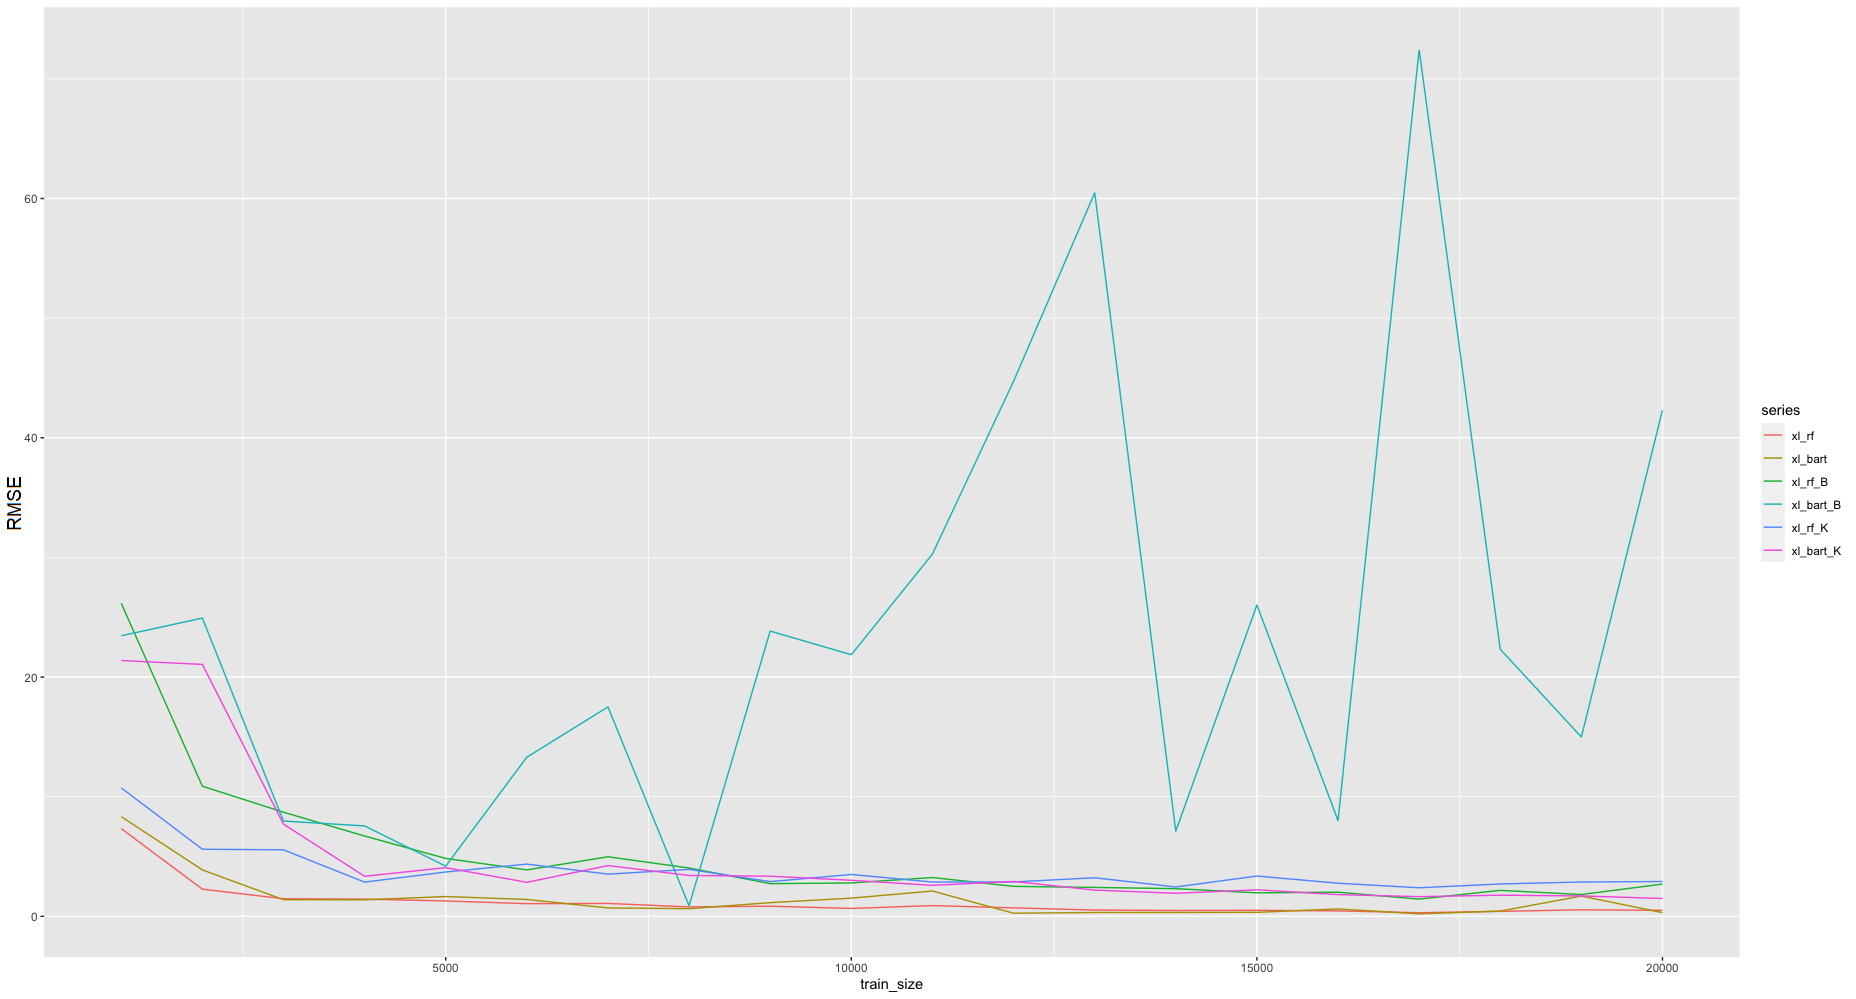 RMSE
60
40
20
0
5000
10000
15000
20000
train_size
series
xl_rf
xl_bart
xl_rf_B
xl_bart_B
xl_rf_K
xl_bart_K